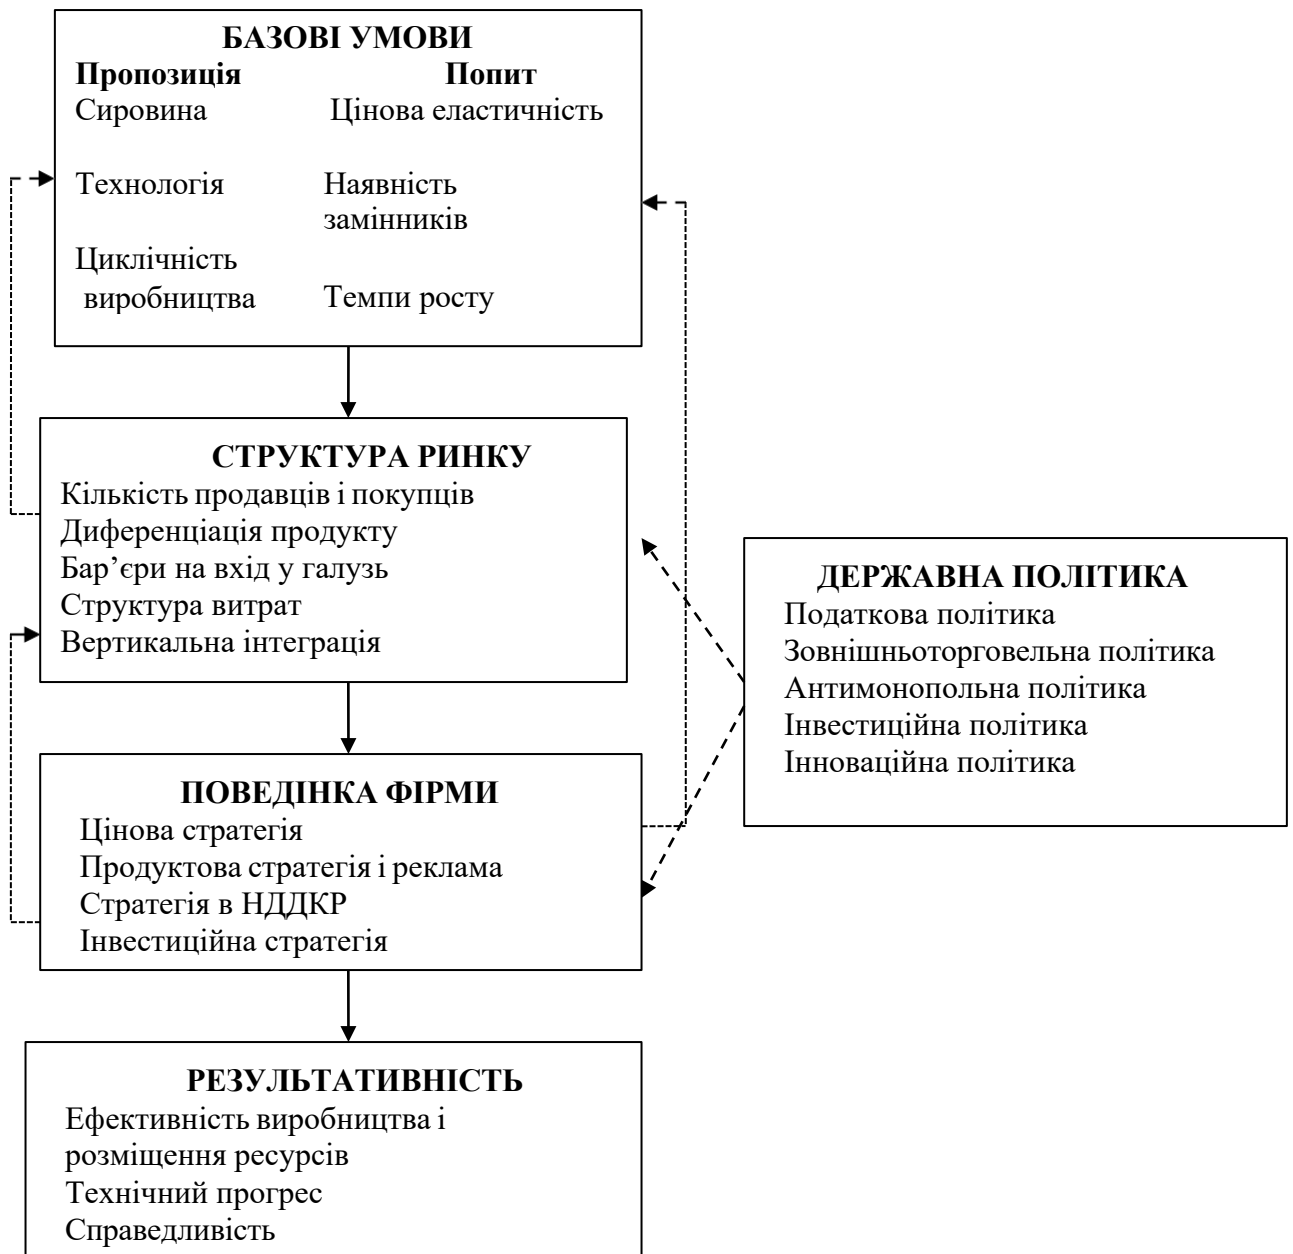 БАЗОВІ УМОВИ
Пропозиція Попит
Сировина Цінова еластичність
Технологія Наявність
замінників
Циклічність
виробництва Темпи росту
СТРУКТУРА РИНКУ
Кількість продавців і покупців
Диференціація продукту
Бар’єри на вхід у галузь
Структура витрат
Вертикальна інтеграція
ДЕРЖАВНА ПОЛІТИКА
Податкова політика
Зовнішньоторговельна політика
Антимонопольна політика
Інвестиційна політика
Інноваційна політика
ПОВЕДІНКА ФІРМИ
Цінова стратегія
Продуктова стратегія і реклама
Стратегія в НДДКР
Інвестиційна стратегія
РЕЗУЛЬТАТИВНІСТЬ
Ефективність виробництва і
розміщення ресурсів
Технічний прогрес
Справедливість